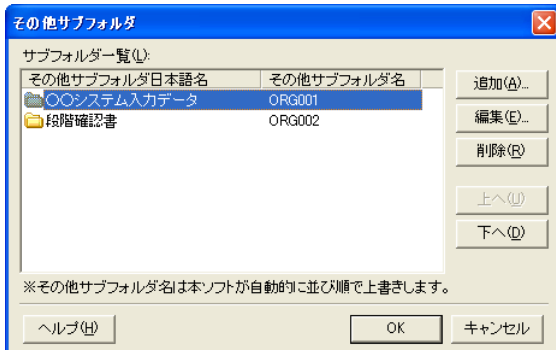 その他サブフォルダ
サブフォルダ一覧(L):
その他サブフォルダ日本語名 その他サブフォルダ名
〇〇システム入力データ ORG001
段階確認書 ORG002
追加(A)...
編集(E)...
削除(R)
上へ(U)
下へ(D)
※その他サブフォルダ名は本ソフトが自動的に並び順で上書きします。
ヘルプ(H) OK キャンセル